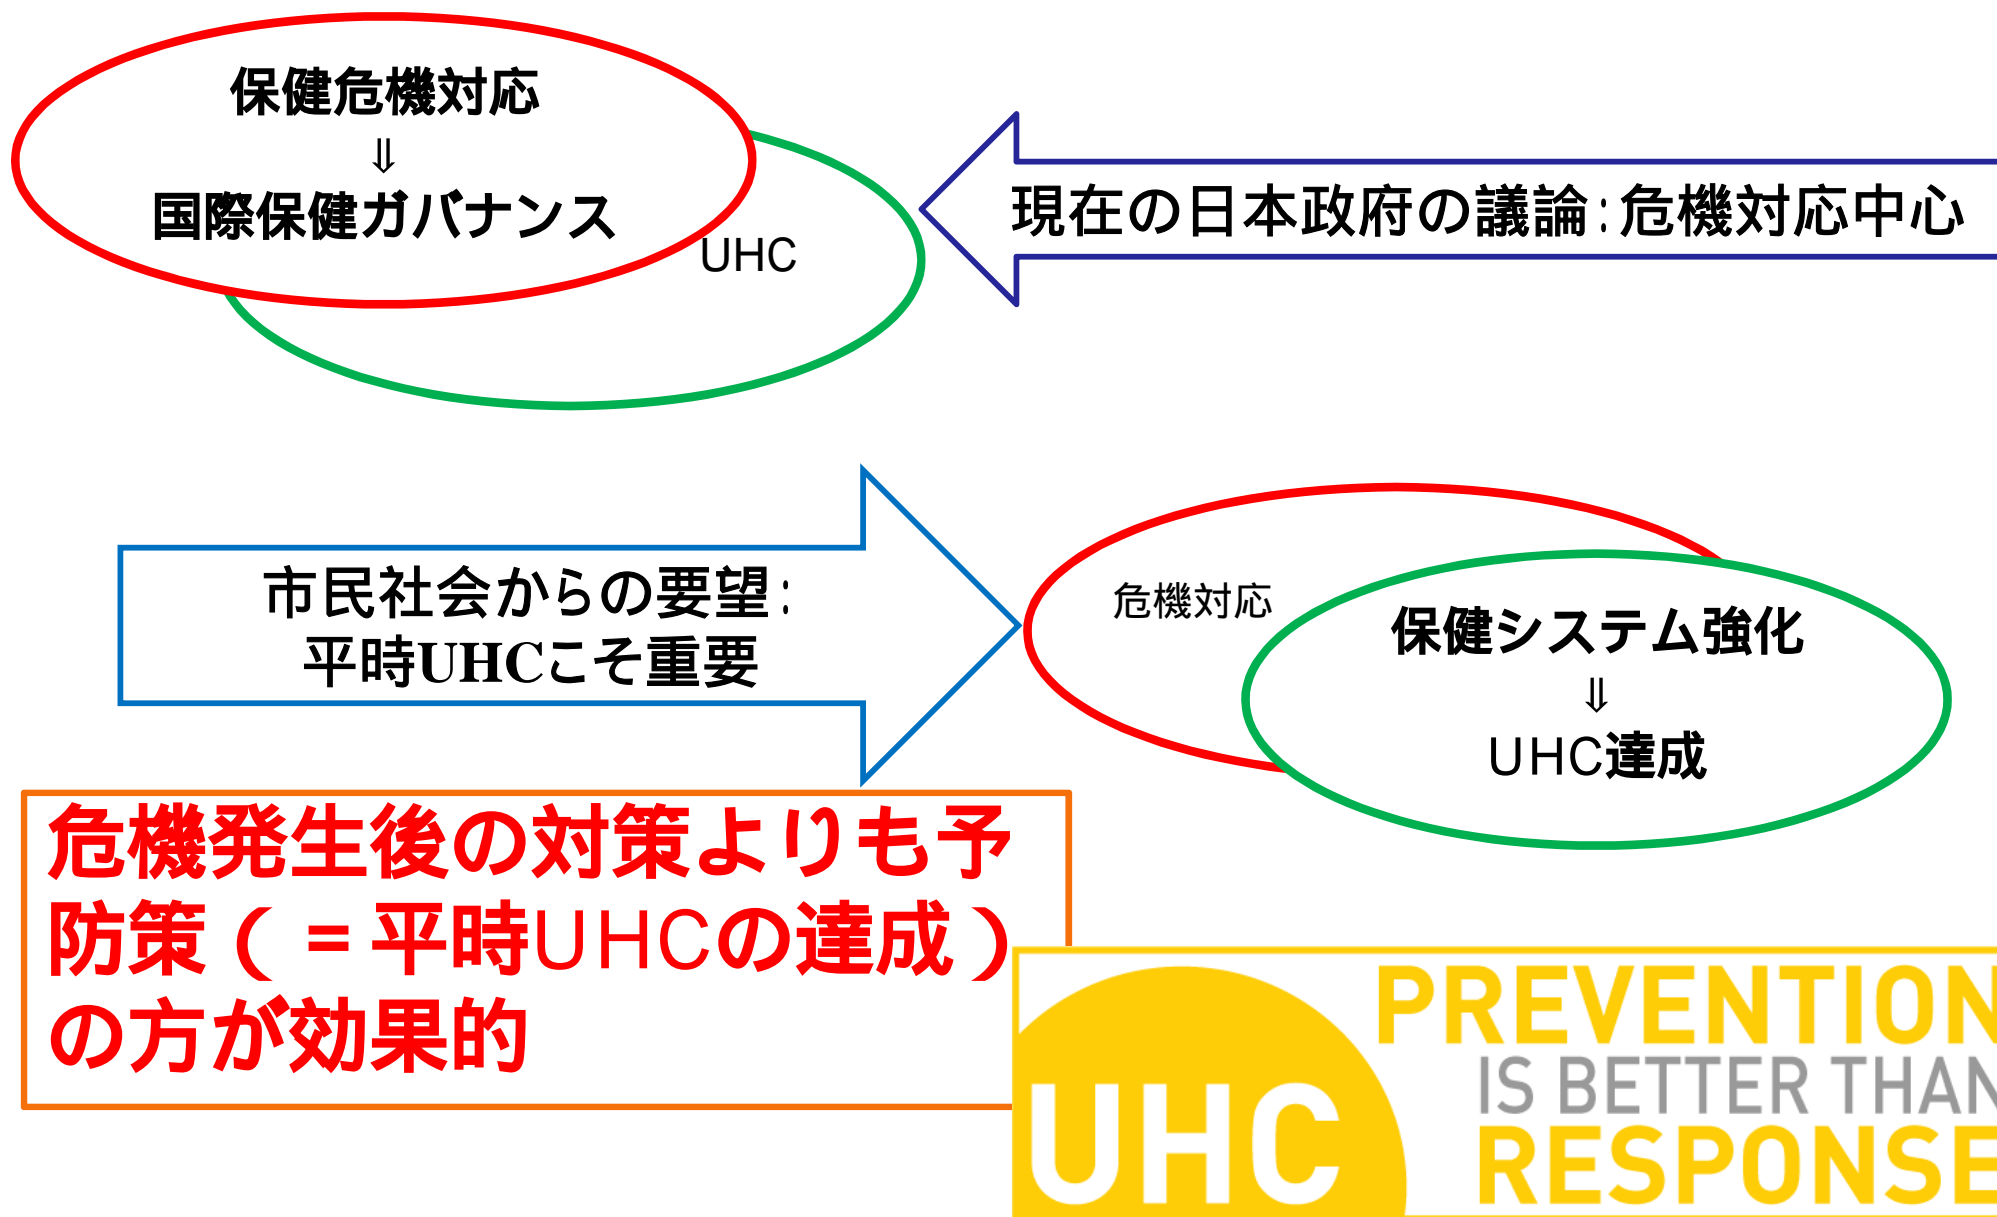 保健危機対応
⇓
国際保健ガバナンス
UHC
現在の日本政府の議論:危機対応中心
市民社会からの要望:
平時UHCこそ重要
危機対応
保健システム強化
⇓
UHC達成
危機発生後の対策よりも予
防策(=平時UHCの達成)
の方が効果的
UHC
PREVENTION
IS BETTER THAN
RESPONSE